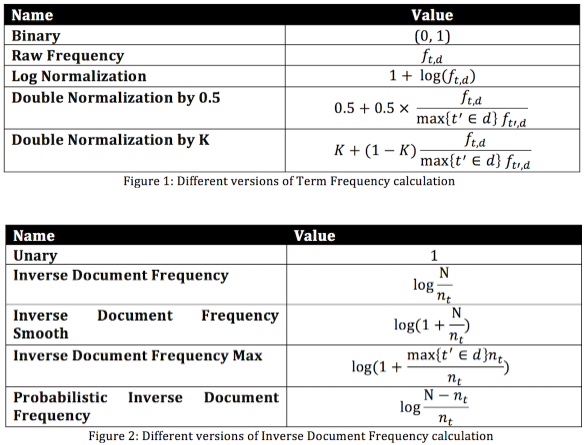 Name Value
Binary (0, 1)
Raw Frequency f_{t,d}
Log Normalization 1 + log(f_{t,d})
Double Normalization by 0.5 0.5 + 0.5 × \frac{f_{t,d}}{max{t' ∈ d} f_{t',d}}
Double Normalization by K K + (1 − K) \frac{f_{t,d}}{max{t' ∈ d} f_{t',d}}
Figure 1: Different versions of Term Frequency calculation
Name Value
Unary 1
Inverse Document Frequency log \frac{N}{n_t}
Inverse Document Frequency
Smooth log(1 + \frac{N}{n_t})
Inverse Document Frequency Max log(1 + \frac{max{t' ∈ d}n_t}{n_t})
Probabilistic Inverse Document
Frequency log \frac{N − n_t}{n_t}
Figure 2: Different versions of Inverse Document Frequency calculation